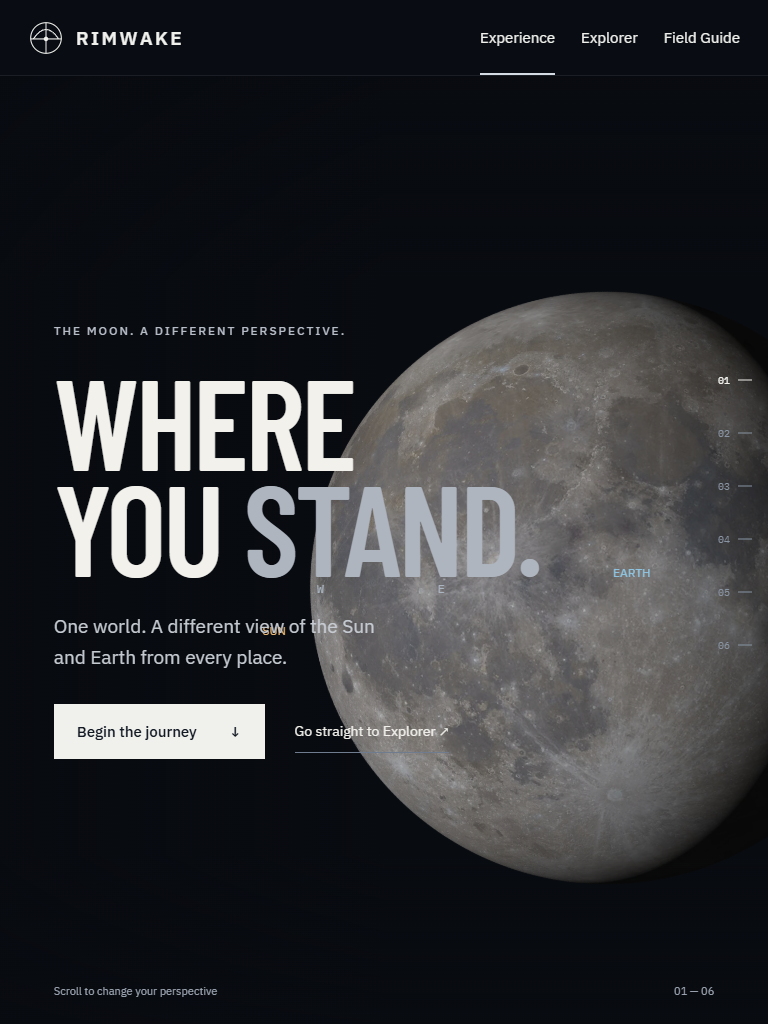 RIMWAKE
Experience Explorer Field Guide
THE MOON. A DIFFERENT PERSPECTIVE.
WHERE
YOU STAND.
01
02
03
04
05
06
EARTH
W E
SUN
One world. A different view of the Sun
and Earth from every place.
Begin the journey ↓
Go straight to Explorer ↗
Scroll to change your perspective
01 — 06